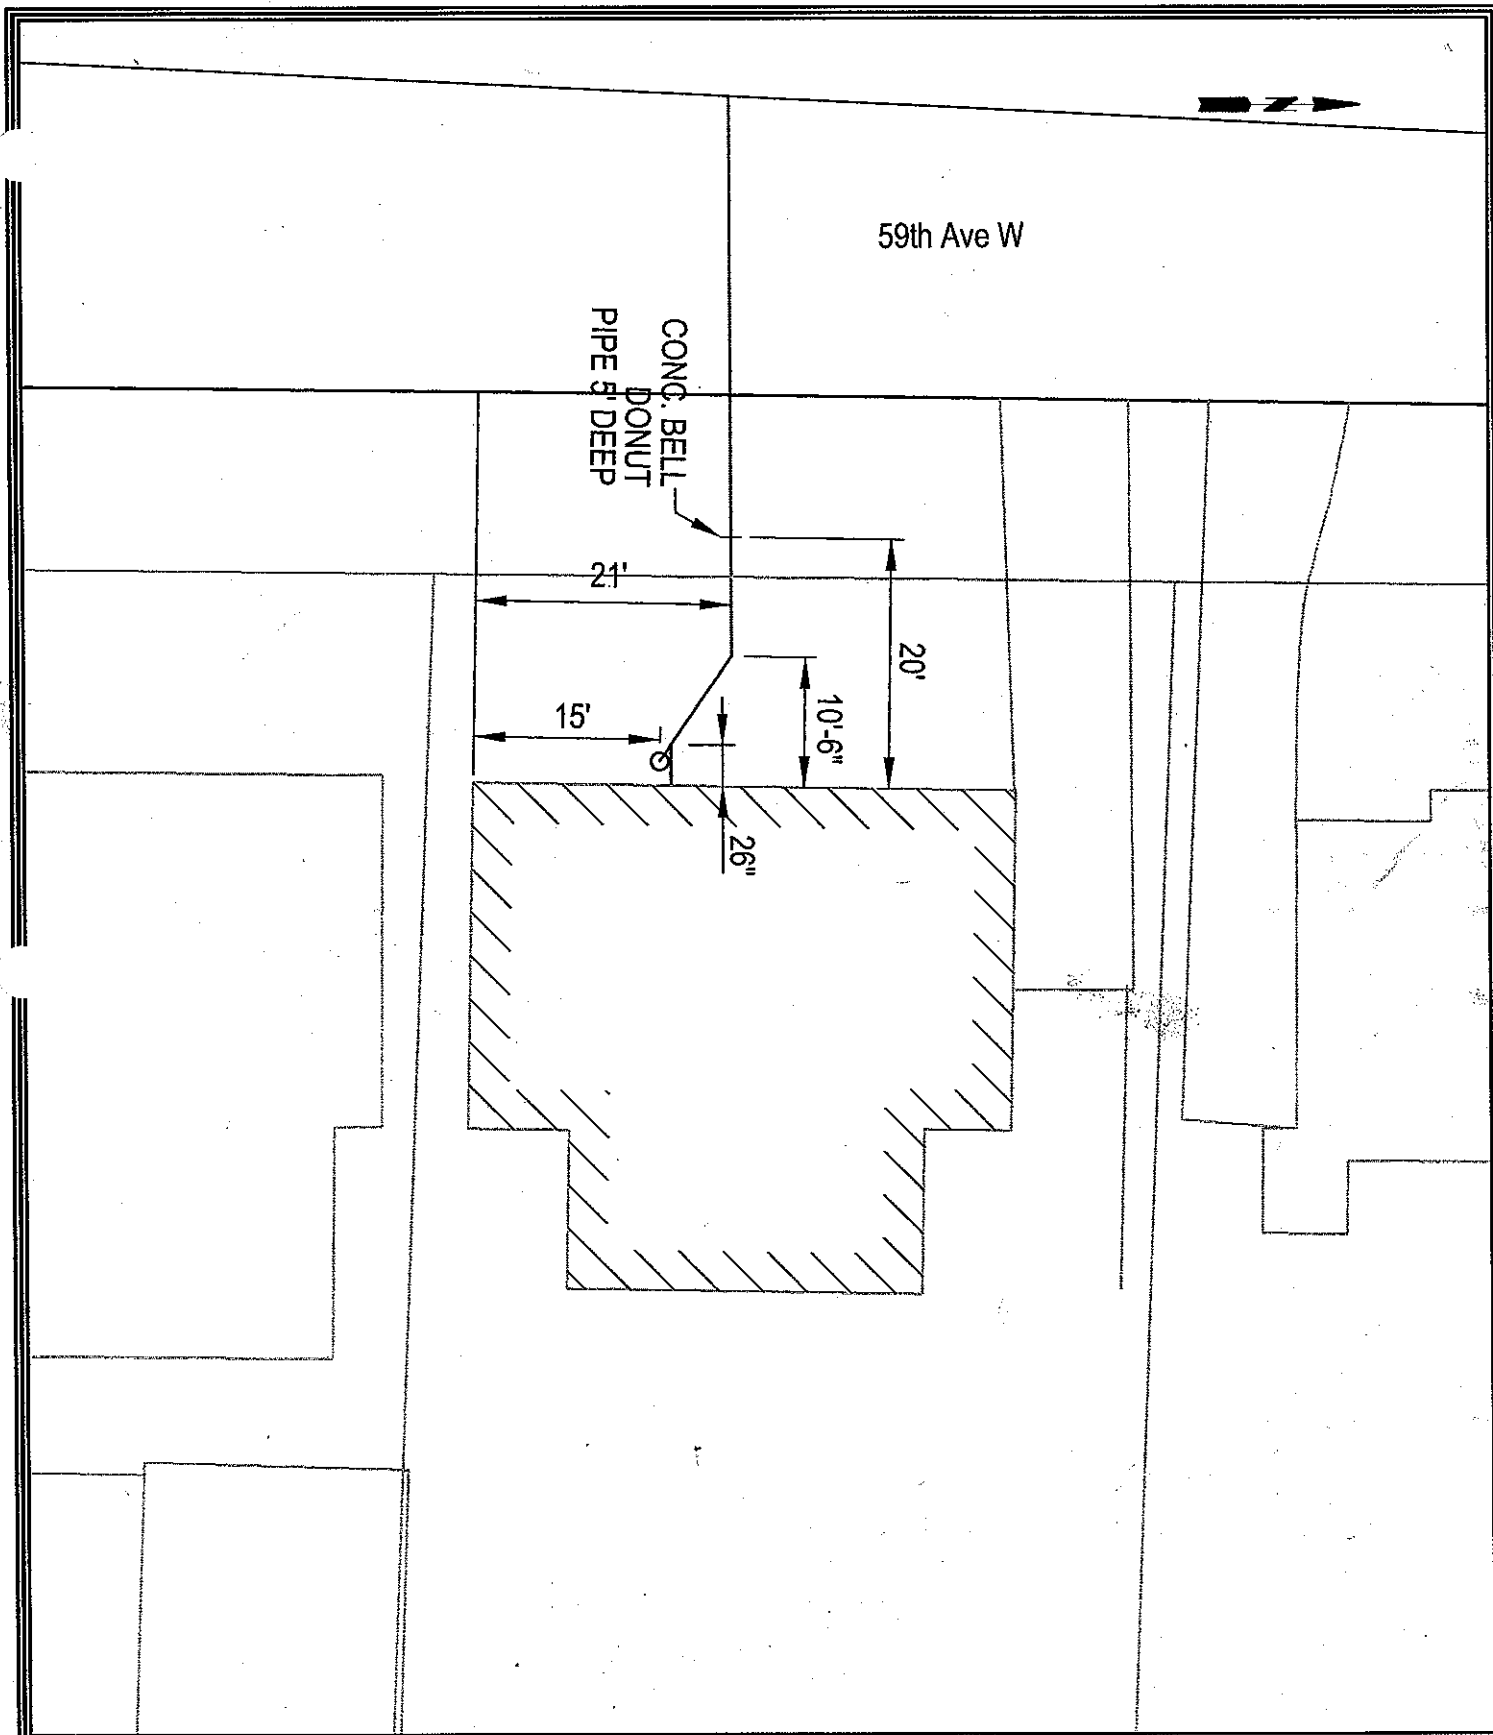 59th Ave W
CONC. BELL
DONUT
PIPE 5' DEEP
21'
20'
10'-6"
15'
26"
N